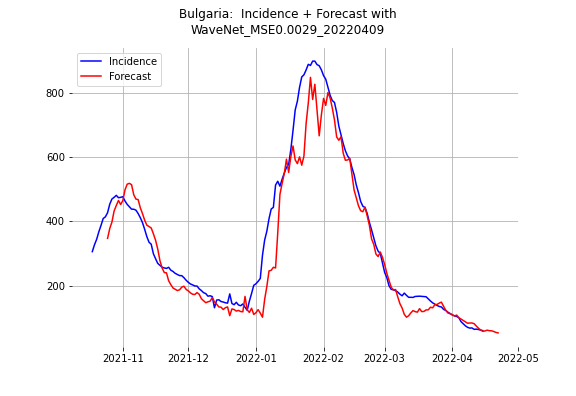 Bulgaria:  Incidence + Forecast with
WaveNet_MSE0.0029_20220409
Incidence
Forecast
800
600
400
200
2021-11
2021-12
2022-01
2022-02
2022-03
2022-04
2022-05